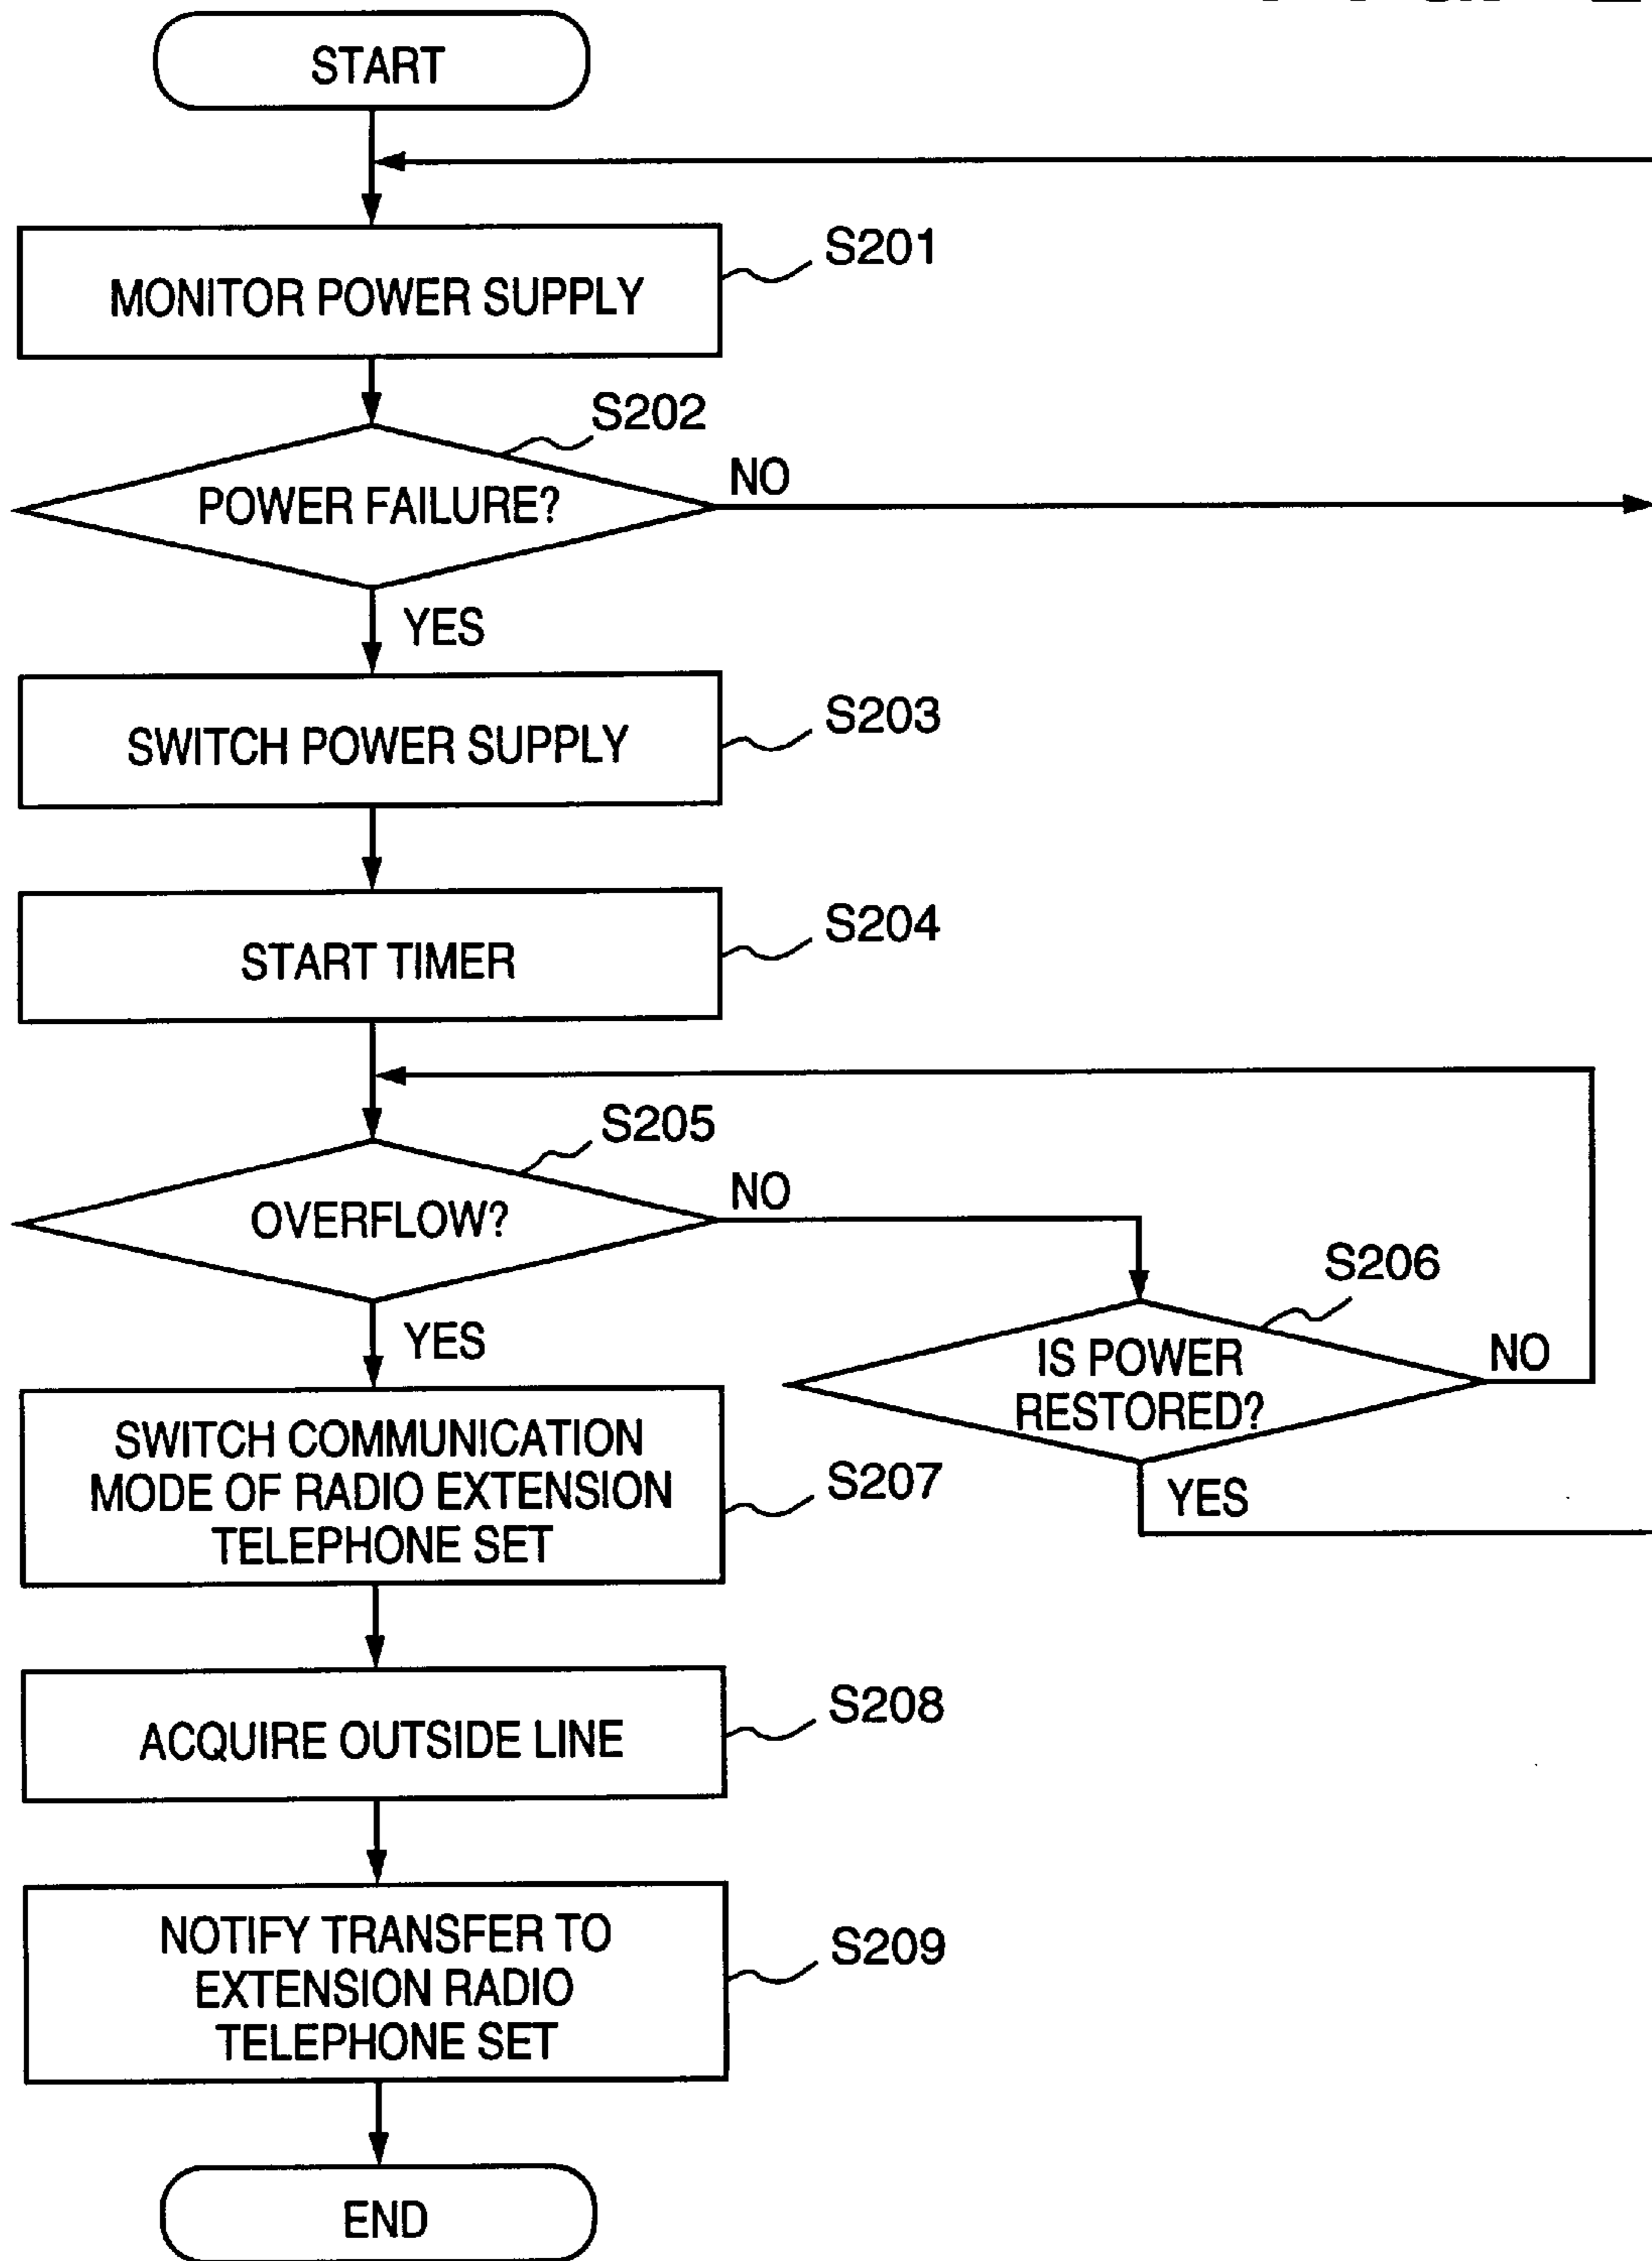 START
S201
MONITOR POWER SUPPLY
S202
POWER FAILURE?
NO
YES
S203
SWITCH POWER SUPPLY
S204
START TIMER
S205
OVERFLOW?
NO
S206
IS POWER
RESTORED?
NO
YES
YES
SWITCH COMMUNICATION
MODE OF RADIO EXTENSION
TELEPHONE SET
S207
S208
ACQUIRE OUTSIDE LINE
S209
NOTIFY TRANSFER TO
EXTENSION RADIO
TELEPHONE SET
END